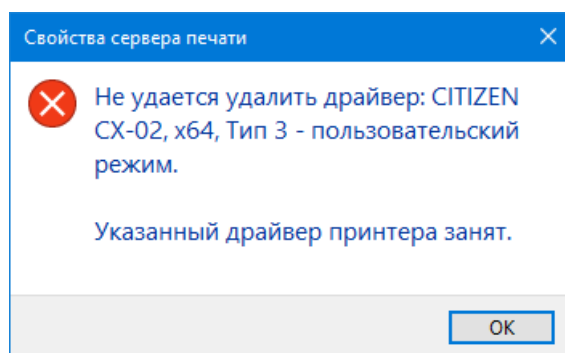 Свойства сервера печати
Не удается удалить драйвер: CITIZEN
CX-02, x64, Тип 3 - пользовательский
режим.
Указанный драйвер принтера занят.
ОК